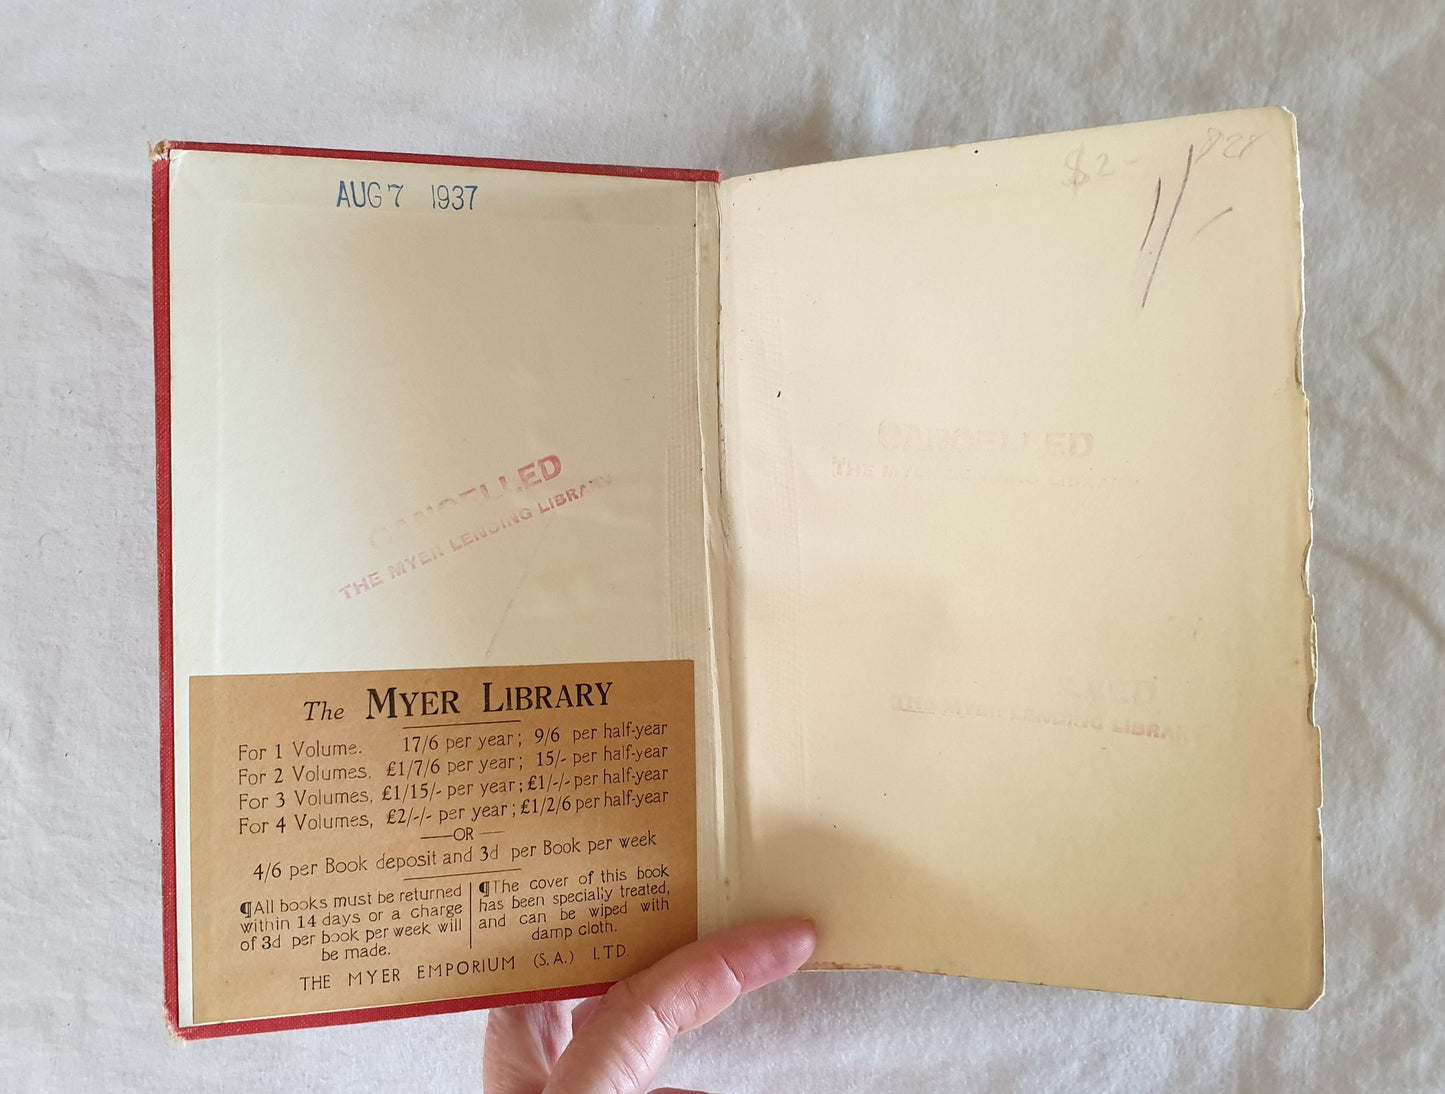 AUG 7 1937
CANCELLED
THE MYER LENDING LIBRARY
The MYER LIBRARY
For 1 Volume. 17/6 per year; 9/6 per half-year
For 2 Volumes, £1/7/6 per year; 15/- per half-year
For 3 Volumes, £1/15/- per year; £1/-/- per half-year
For 4 Volumes, £2/-/- per year; £1/2/6 per half-year
OR
4/6 per Book deposit and 3d per Book per week
¶All books must be returned
within 14 days or a charge
of 3d per book per week will
be made.
¶The cover of this book
has been specially treated,
and can be wiped with
damp cloth.
THE MYER EMPORIUM (S.A.) LTD.
$2- 828
1/-
CANCELLED
THE MYER LENDING LIBRARY
THE MYER LENDING LIBRARY